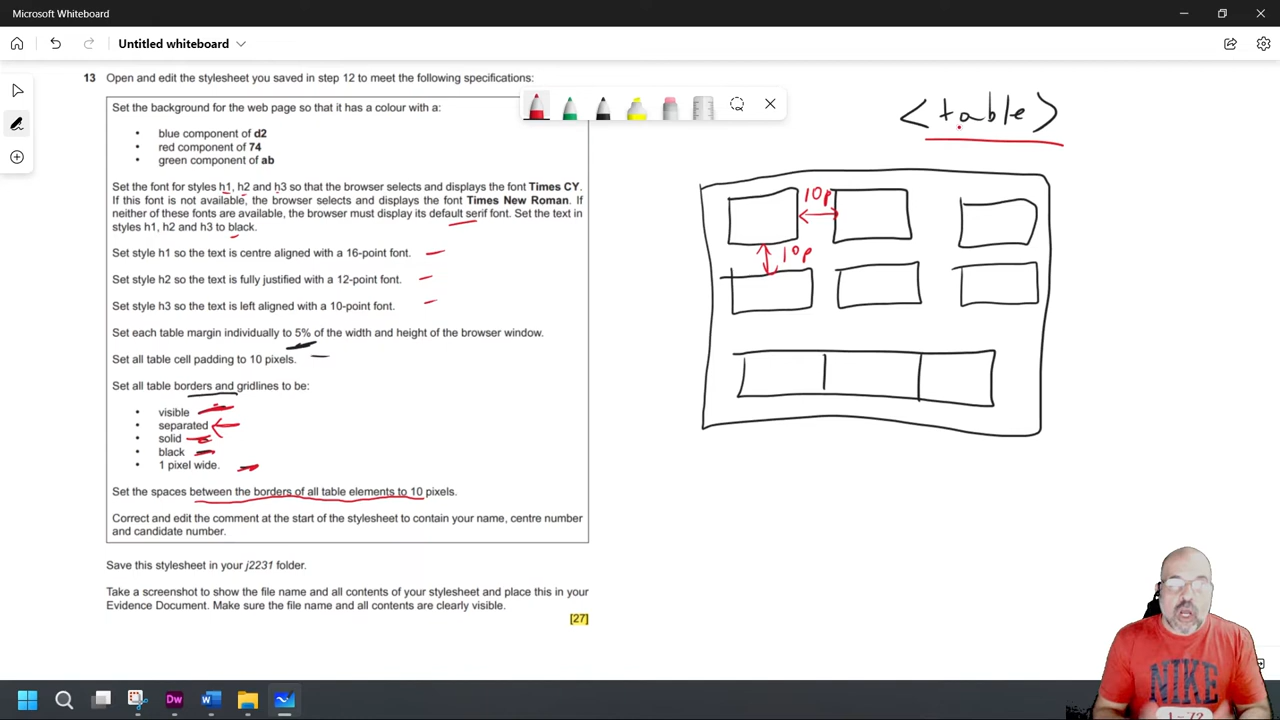 Microsoft Whiteboard
Untitled whiteboard
13 Open and edit the stylesheet you saved in step 12 to meet the following specifications:
Set the background for the web page so that it has a colour with a:
• blue component of d2
• red component of 74
• green component of ab
Set the font for styles h1, h2 and h3 so that the browser selects and displays the font Times CY.
If this font is not available, the browser selects and displays the font Times New Roman. If
neither of these fonts are available, the browser must display its default serif font. Set the text in
styles h1, h2 and h3 to black.
Set style h1 so the text is centre aligned with a 16-point font.
Set style h2 so the text is fully justified with a 12-point font.
Set style h3 so the text is left aligned with a 10-point font.
Set each table margin individually to 5% of the width and height of the browser window.
Set all table cell padding to 10 pixels.
Set all table borders and gridlines to be:
• visible
• separated
• solid
• black
• 1 pixel wide.
Set the spaces between the borders of all table elements to 10 pixels.
Correct and edit the comment at the start of the stylesheet to contain your name, centre number
and candidate number.
Save this stylesheet in your j2231 folder.
Take a screenshot to show the file name and all contents of your stylesheet and place this in your
Evidence Document. Make sure the file name and all contents are clearly visible.
[27]
<table>
10p
10p
Dw
W
NIKE